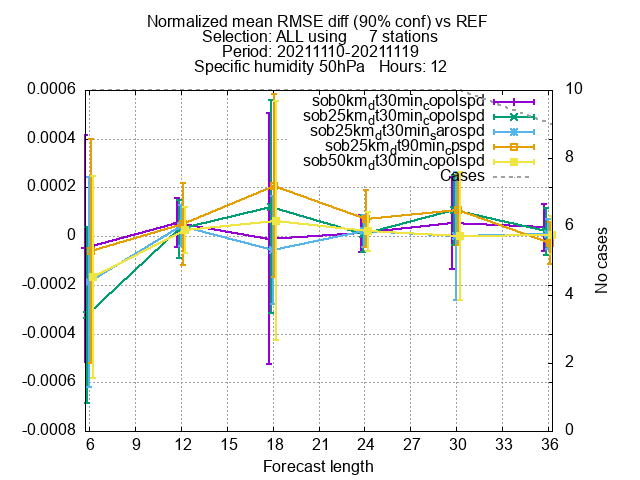 Normalized mean RMSE diff (90% conf) vs REF
Selection: ALL using 7 stations
Period: 20211110-20211119
Specific humidity 50hPa Hours: 12
sob0km_dt30min_copolspd
sob25km_dt30min_copolspd
sob25km_dt30min_sarospd
sob25km_dt90min_cpspd
sob50km_dt30min_copolspd
Cases
0.0006
0.0004
0.0002
0
-0.0002
-0.0004
-0.0006
-0.0008
10
8
6
4
2
0
No cases
6 9 12 15 18 21 24 27 30 33 36
Forecast length